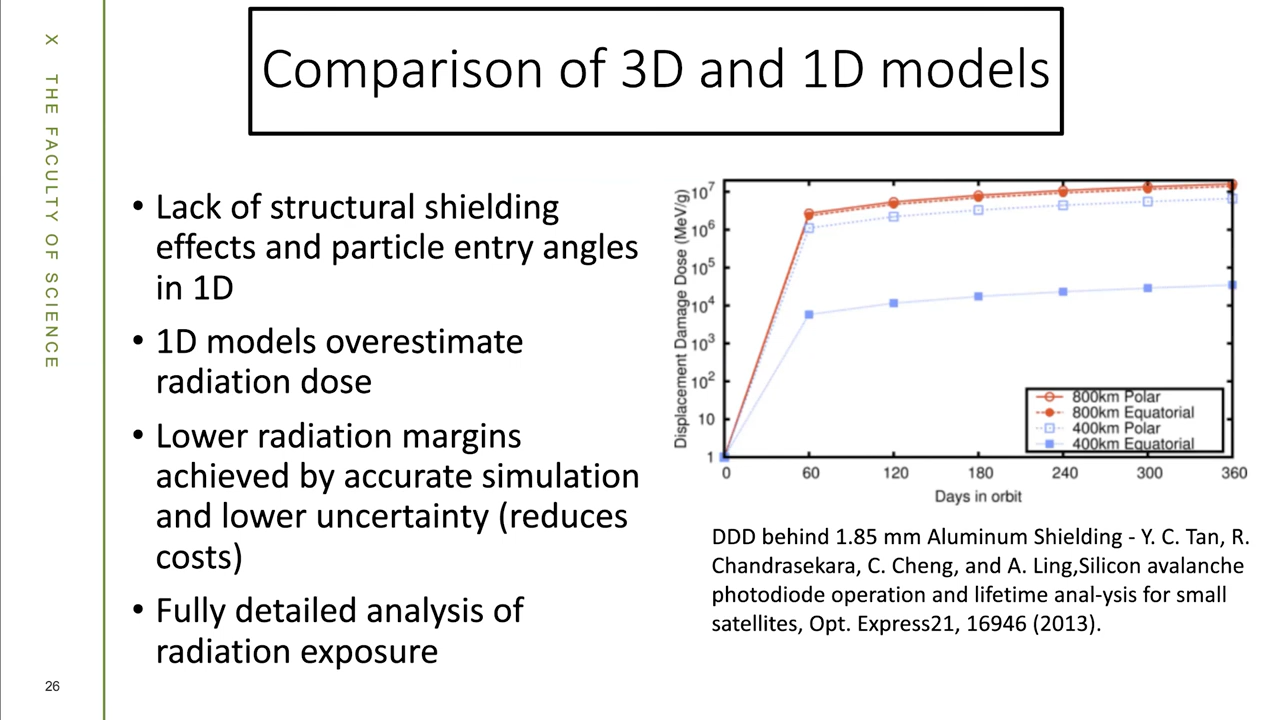 X THE FACULTY OF SCIENCE
Comparison of 3D and 1D models
• Lack of structural shielding
effects and particle entry angles
in 1D
• 1D models overestimate
radiation dose
• Lower radiation margins
achieved by accurate simulation
and lower uncertainty (reduces
costs)
• Fully detailed analysis of
radiation exposure
Displacement Damage Dose (MeV/g)
10⁷
10⁶
10⁵
10⁴
10³
10²
10
1
800km Polar
800km Equatorial
400km Polar
400km Equatorial
0 60 120 180 240 300 360
Days in orbit
DDD behind 1.85 mm Aluminum Shielding - Y. C. Tan, R.
Chandrasekara, C. Cheng, and A. Ling,Silicon avalanche
photodiode operation and lifetime anal-ysis for small
satellites, Opt. Express21, 16946 (2013).
26